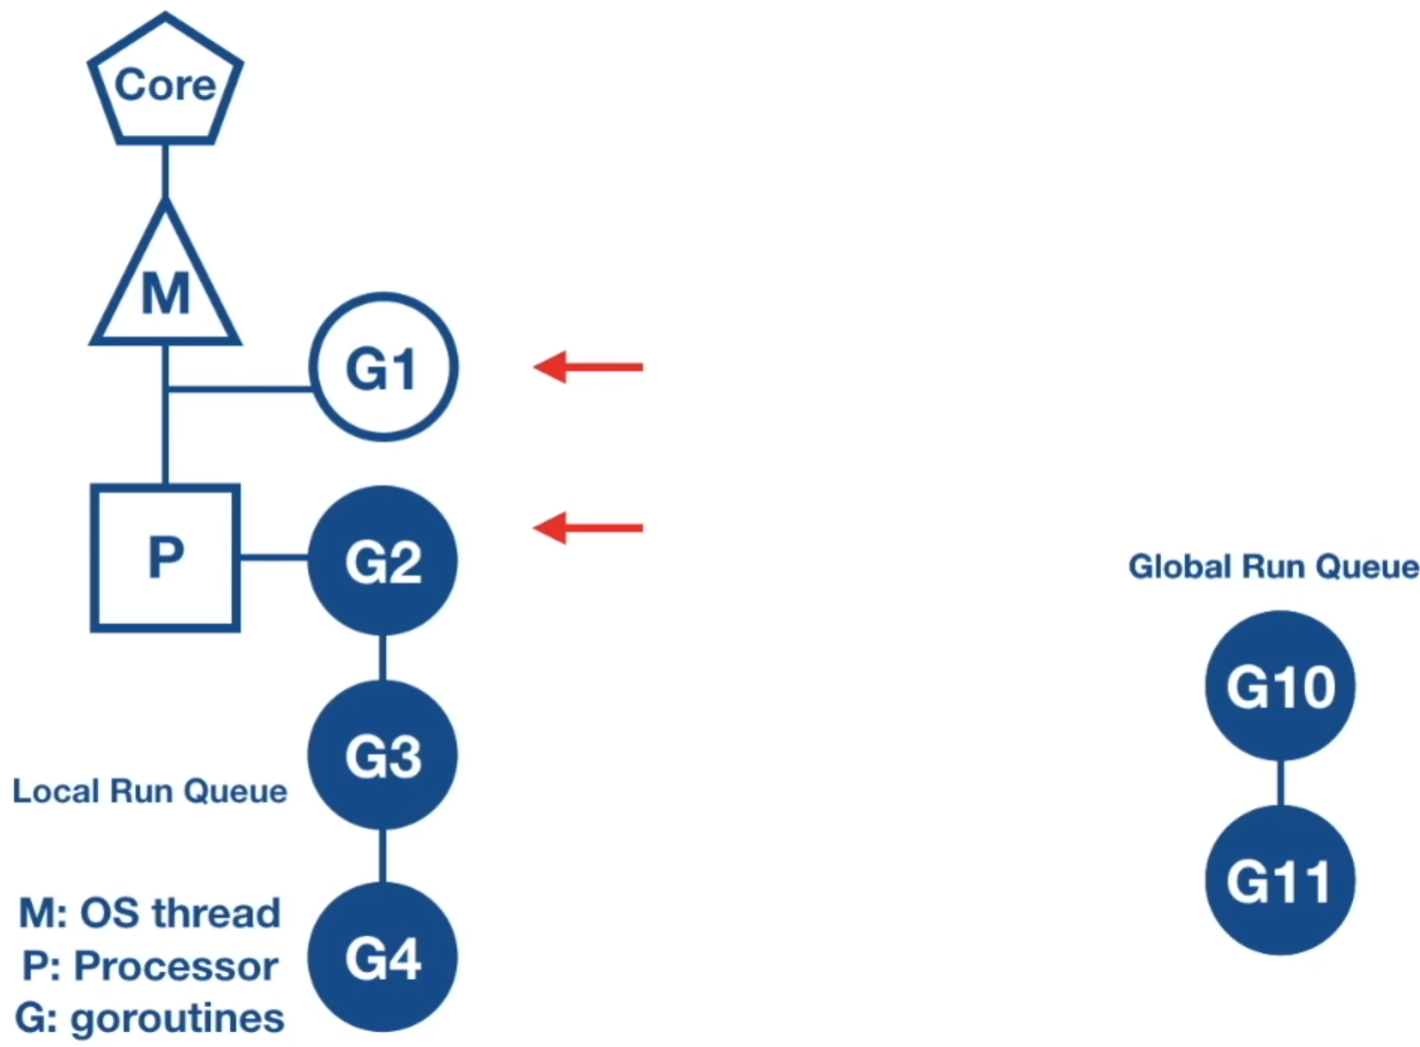 Core
M
G1
P
G2
Global Run Queue
G10
G3
Local Run Queue
G11
M: OS thread
P: Processor
G: goroutines
G4